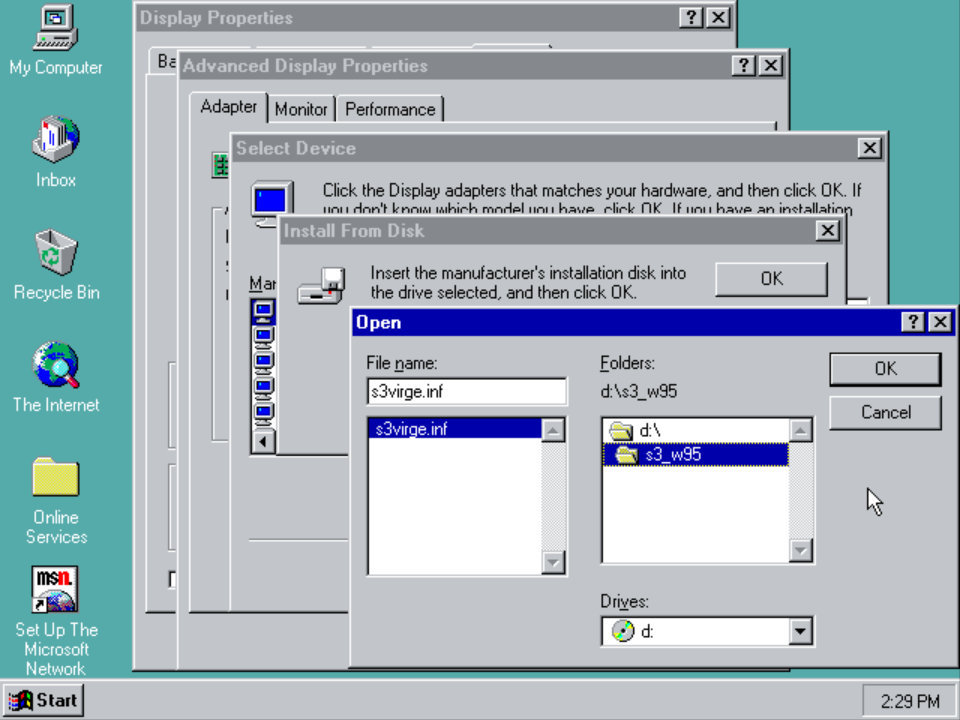 My Computer
Inbox
Recycle Bin
The Internet
Online
Services
msn.
Set Up The
Microsoft
Network
Display Properties
Ba
Advanced Display Properties
Adapter
Monitor
Performance
Select Device
Click the Display adapters that matches your hardware, and then click OK. If
you don't know which model you have, click OK. If you have an installation
Mar
Install From Disk
Insert the manufacturer's installation disk into
the drive selected, and then click OK.
OK
Open
File name:
s3virge.inf
s3virge.inf
Folders:
d:\s3_w95
d:\
s3_w95
Drives:
d:
OK
Cancel
Start
2:29 PM